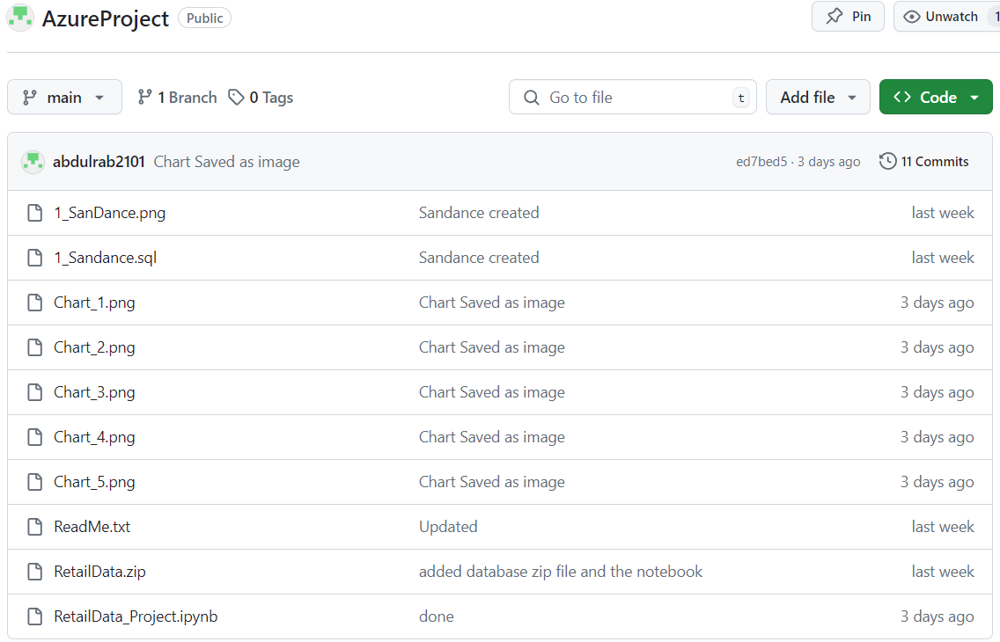 AzureProject Public Pin Unwatch 1
main 1 Branch 0 Tags Go to file t Add file Code
abdulrab2101 Chart Saved as image ed7bed5 · 3 days ago 11 Commits
1_SanDance.png Sandance created last week
1_Sandance.sql Sandance created last week
Chart_1.png Chart Saved as image 3 days ago
Chart_2.png Chart Saved as image 3 days ago
Chart_3.png Chart Saved as image 3 days ago
Chart_4.png Chart Saved as image 3 days ago
Chart_5.png Chart Saved as image 3 days ago
ReadMe.txt Updated last week
RetailData.zip added database zip file and the notebook last week
RetailData_Project.ipynb done 3 days ago